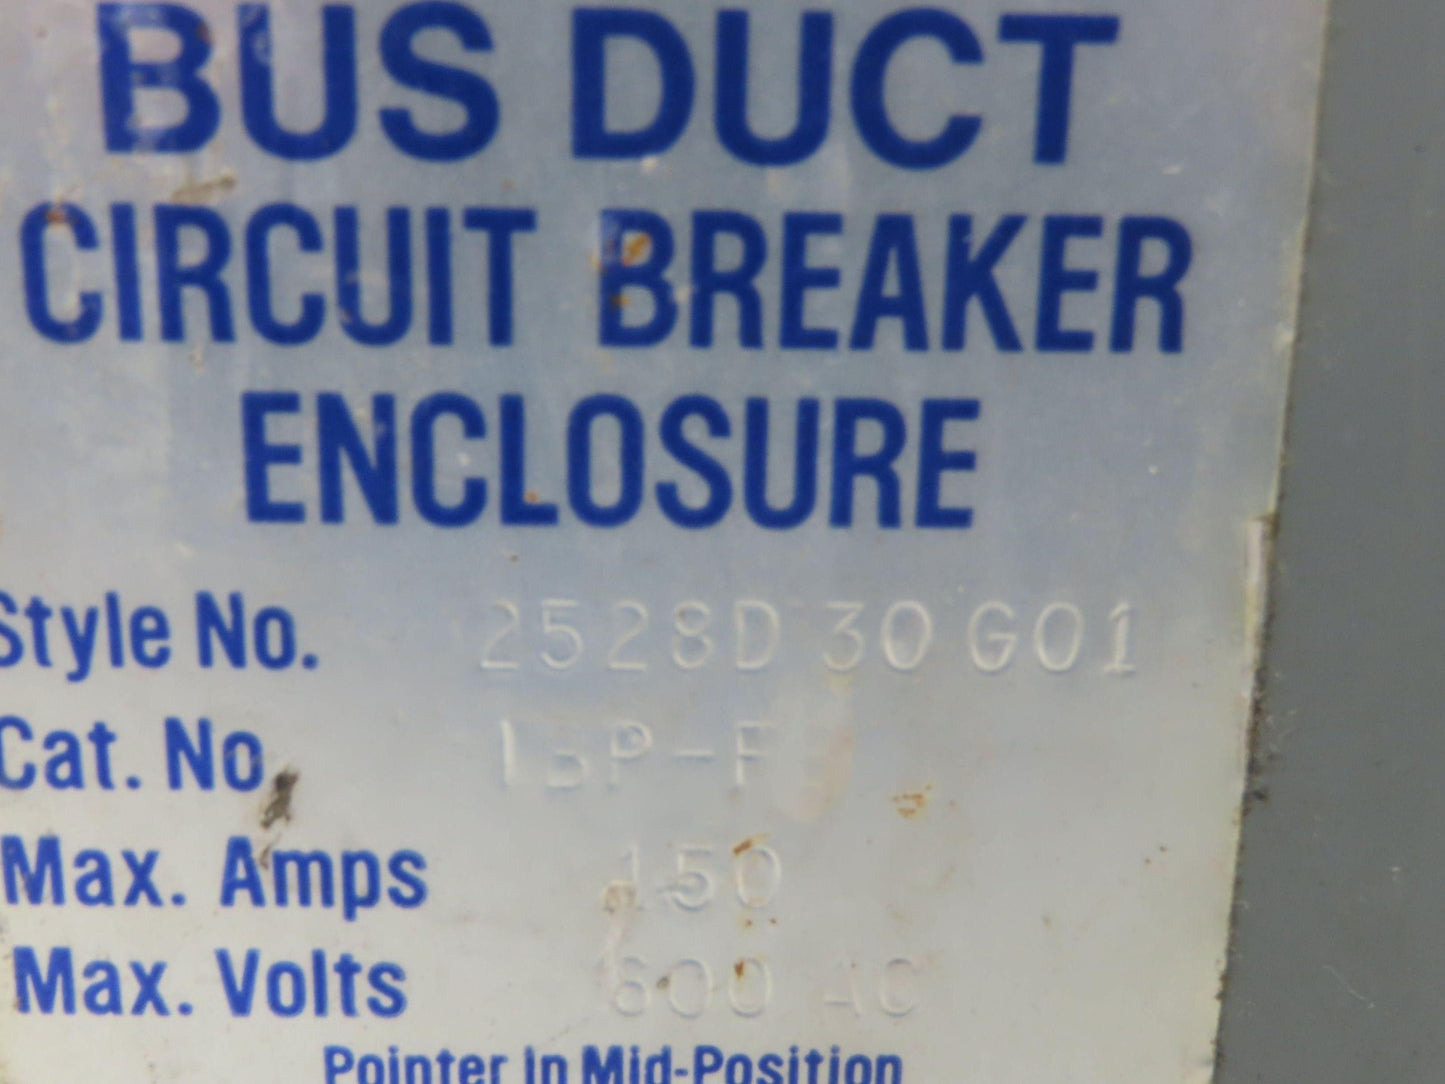 BUS DUCT
CIRCUIT BREAKER
ENCLOSURE
Style No. 2528D30G01
Cat. No.
Max. Amps 150
Max. Volts 600 AC
Pointer in Mid-Position